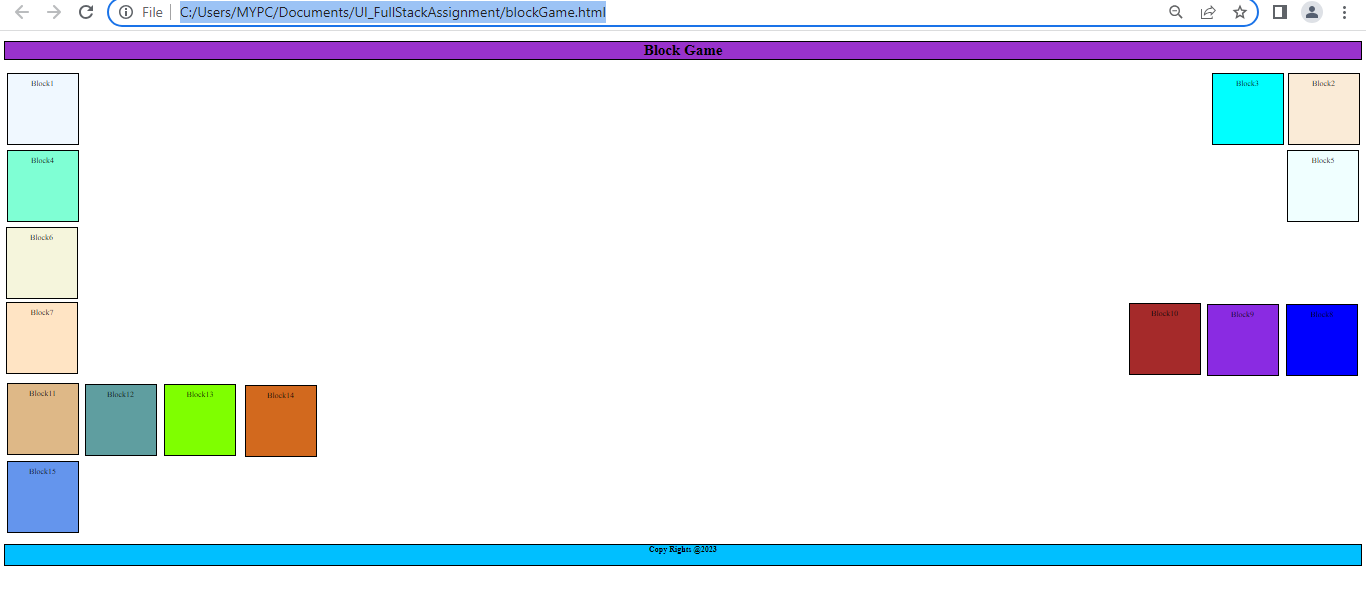 File C:/Users/MYPC/Documents/UI_FullStackAssignment/blockGame.html
Block Game
Block1 Block3 Block2
Block4 Block5
Block6
Block7 Block10 Block9 Block8
Block11 Block12 Block13 Block14
Block15
Copy Rights @2023